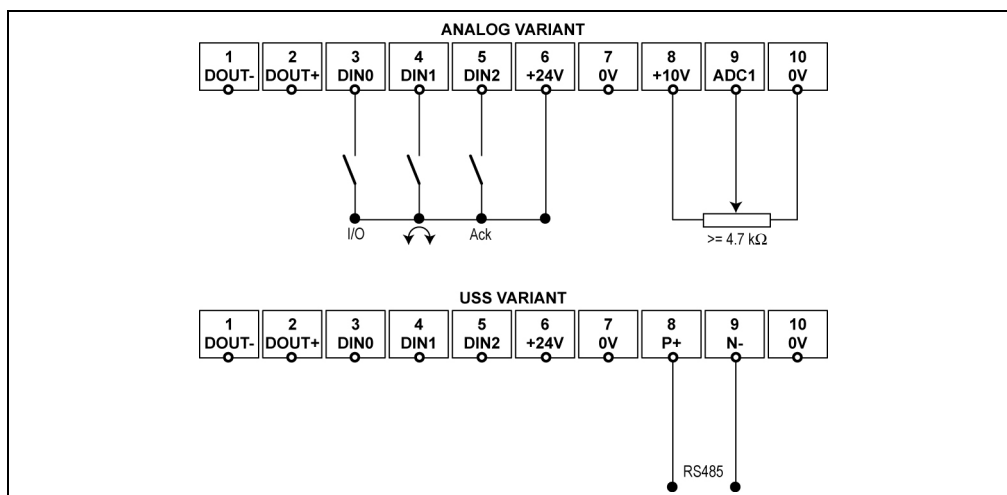 ANALOG VARIANT
1 2 3 4 5 6 7 8 9 10
DOUT- DOUT+ DIN0 DIN1 DIN2 +24V 0V +10V ADC1 0V
I/O Ack >= 4.7 kΩ
USS VARIANT
1 2 3 4 5 6 7 8 9 10
DOUT- DOUT+ DIN0 DIN1 DIN2 +24V 0V P+ N- 0V
RS485